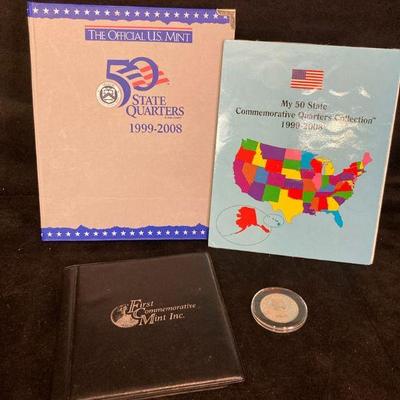 THE OFFICIAL U.S. MINT
50
STATE
QUARTERS
1999-2008
My 50 State
Commemorative Quarters Collection™
1999-2008
First
Commemorative
Mint Inc.